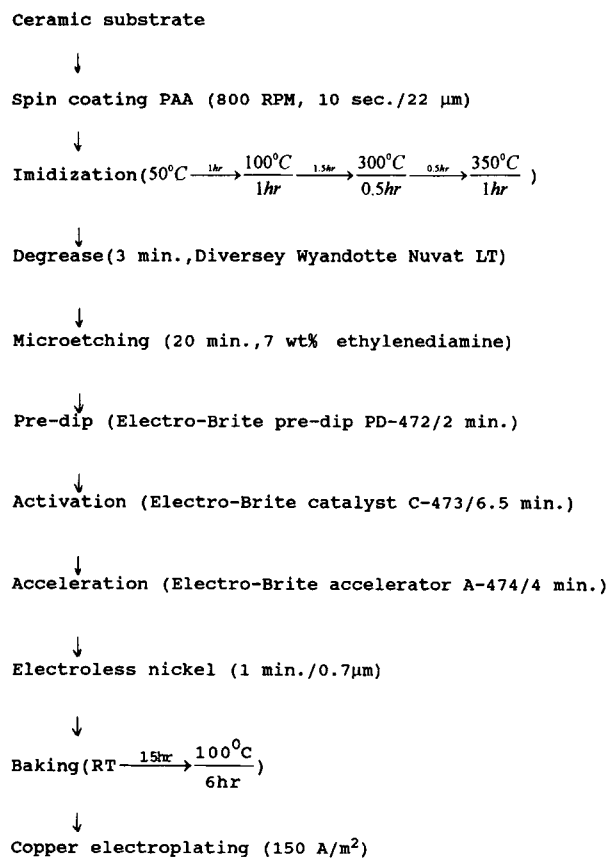 Ceramic substrate
↓
Spin coating PAA (800 RPM, 10 sec./22 µm)
↓
Imidization(50°C —1hr→ 100°C/1hr —1.5hr→ 300°C/0.5hr —0.5hr→ 350°C/1hr )
↓
Degrease(3 min.,Diversey Wyandotte Nuvat LT)
↓
Microetching (20 min.,7 wt% ethylenediamine)
↓
Pre-dip (Electro-Brite pre-dip PD-472/2 min.)
↓
Activation (Electro-Brite catalyst C-473/6.5 min.)
↓
Acceleration (Electro-Brite accelerator A-474/4 min.)
↓
Electroless nickel (1 min./0.7µm)
↓
Baking(RT —15hr→ 100°C/6hr)
↓
Copper electroplating (150 A/m²)